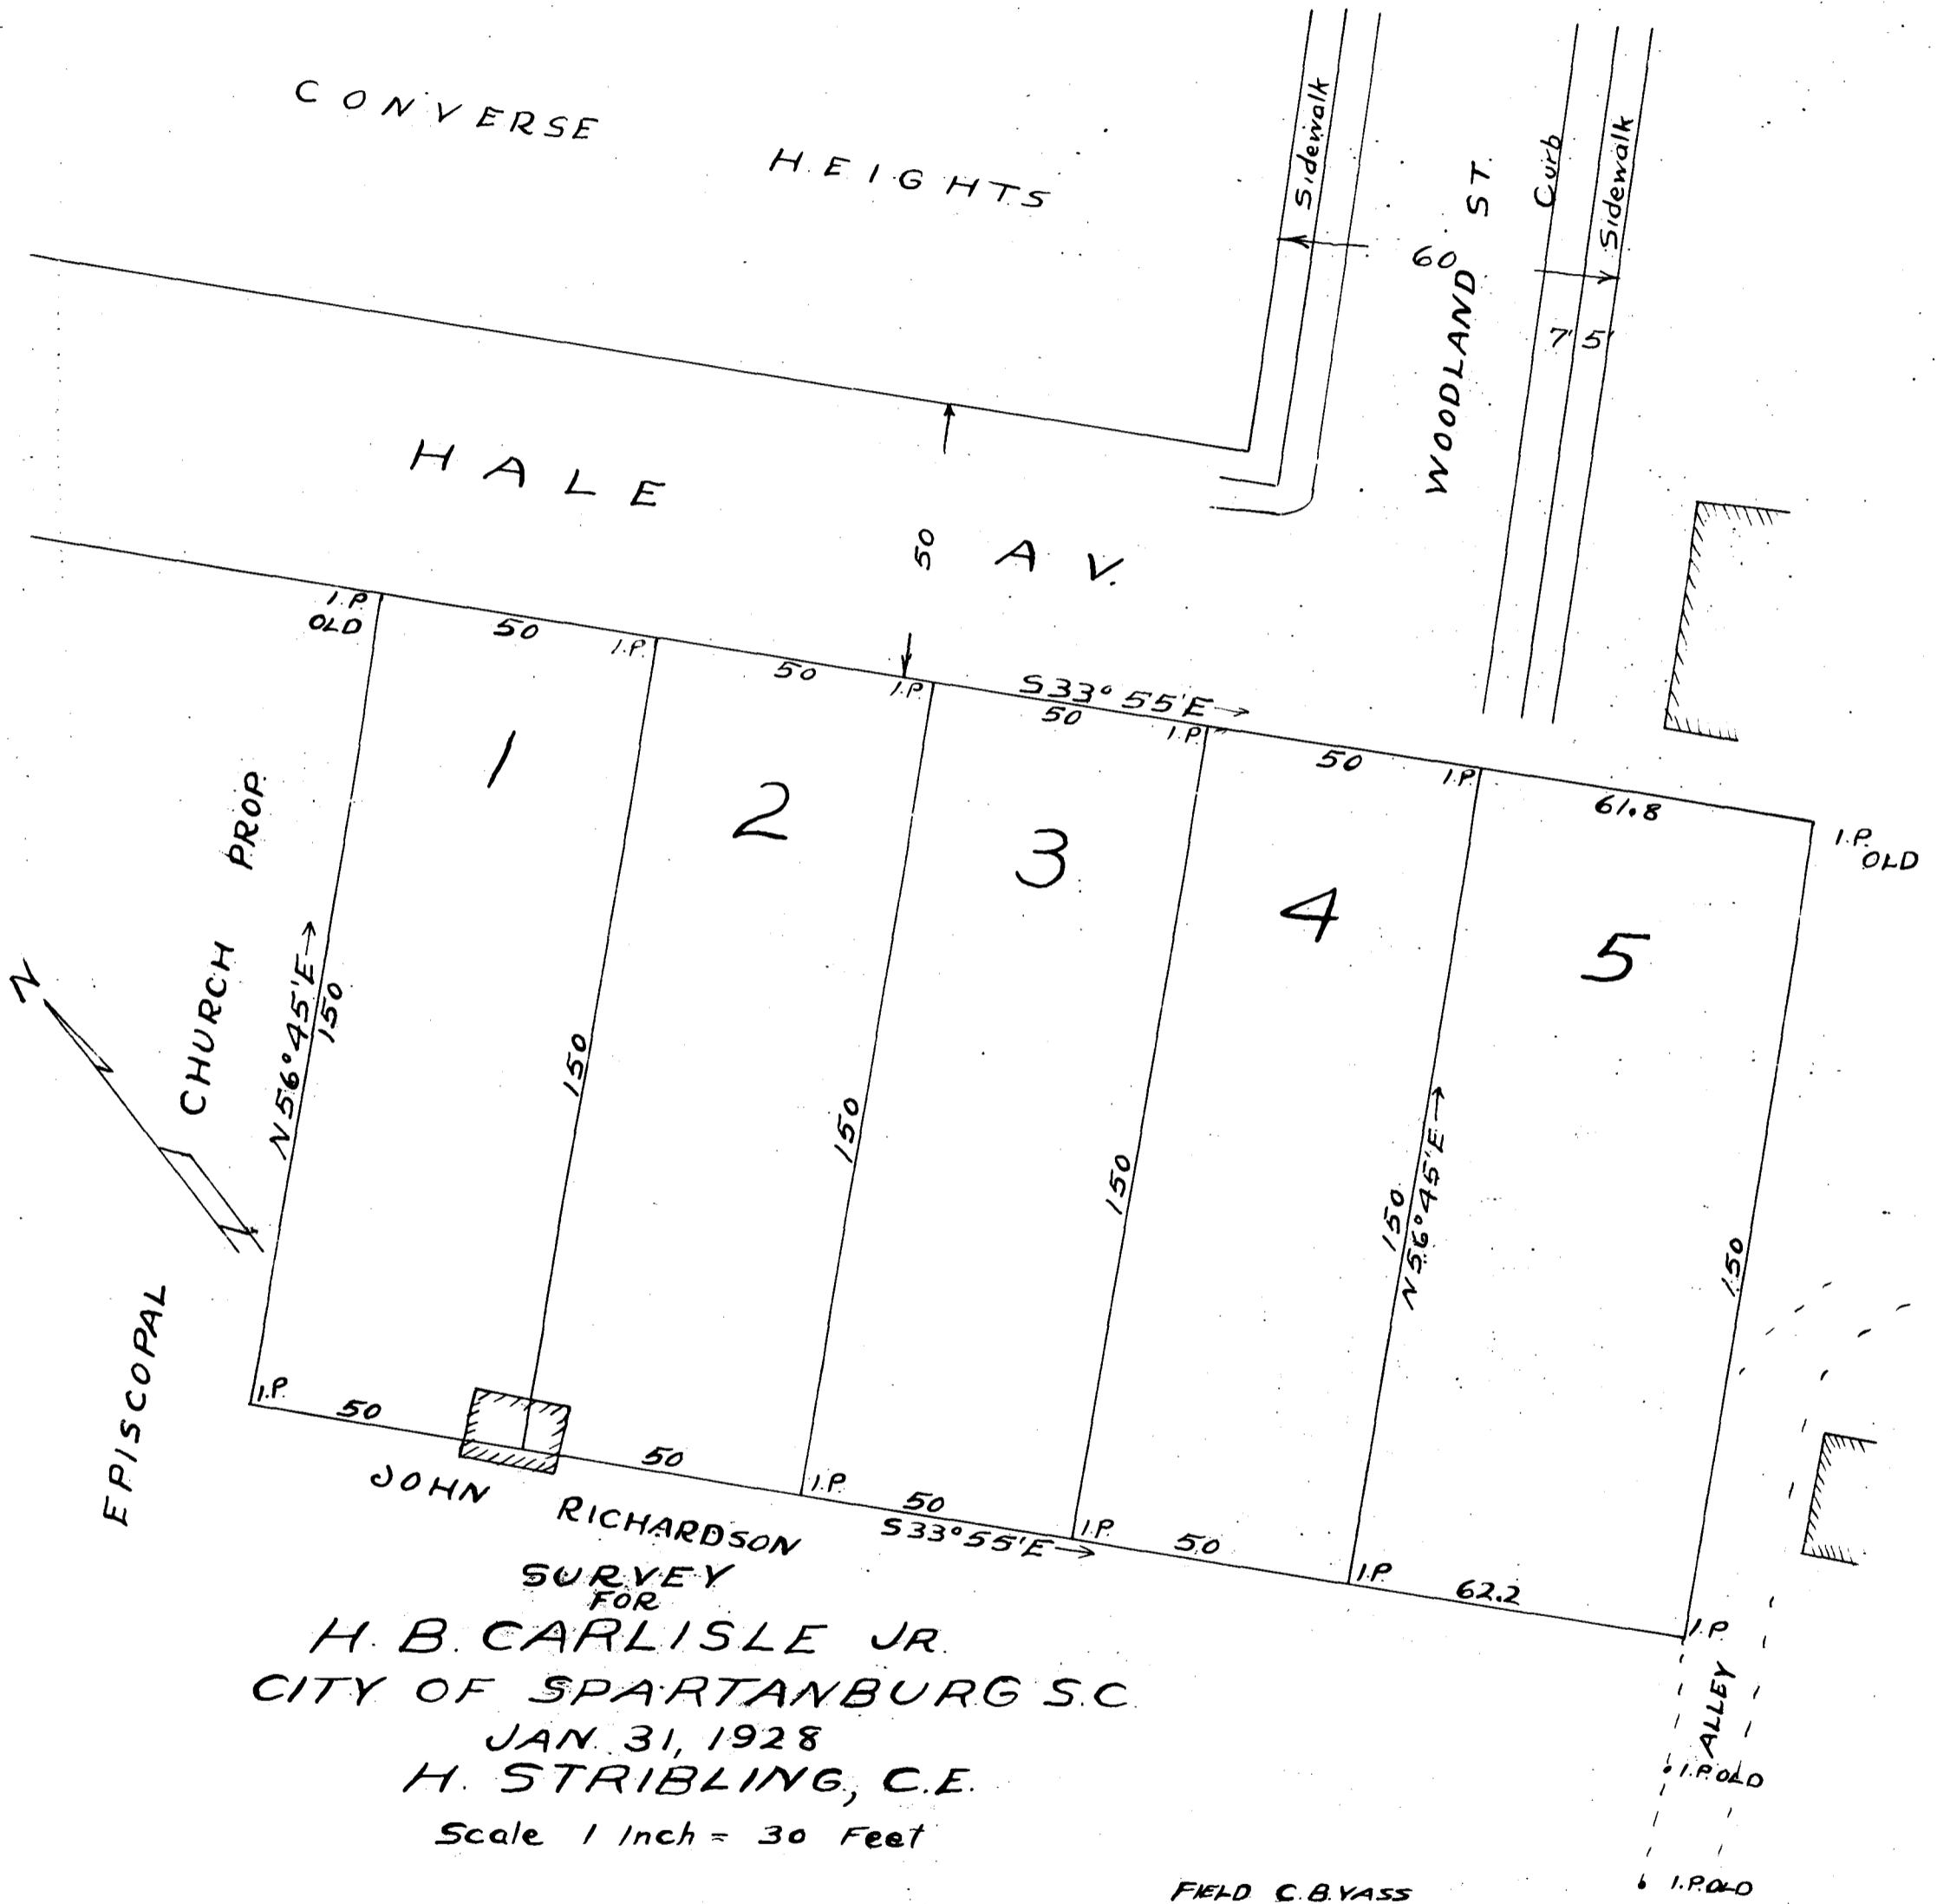 CONVERSE HEIGHTS
Sidewalk
60
WOODLAND ST.
Curb
Sidewalk
7' 5'
HALE AV.
50
I.P. OLD
50
I.P.
50
I.P.
S33° 55'E →
50
I.P.
50
I.P.
61.8
I.P. OLD
1
2
3
4
5
EPISCOPAL CHURCH PROP.
N
N56°45'E →
150
150
150
150
150
N56°45'E →
150
I.P.
50
50
I.P.
50
S33°55'E →
I.P.
50
I.P.
62.2
I.P.
JOHN RICHARDSON
ALLEY
I.P. OLD
I.P. OLD
SURVEY
FOR
H. B. CARLISLE JR.
CITY OF SPARTANBURG S.C.
JAN. 31, 1928
H. STRIBLING, C.E.
Scale 1 Inch = 30 Feet
FIELD C.B. VASS